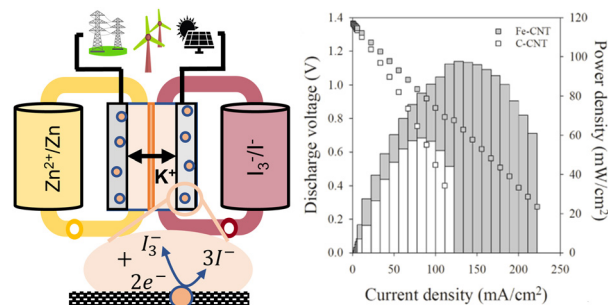 Zn2+/Zn
K+
I3-/I-
+ I3− 3I−
2e−
Fe-CNT
C-CNT
Discharge voltage (V)
1.4
1.2
1.0
0.8
0.6
0.4
0.2
0.0
Power density (mW/cm2)
120
100
80
60
40
20
0
0 50 100 150 200 250
Current density (mA/cm2)